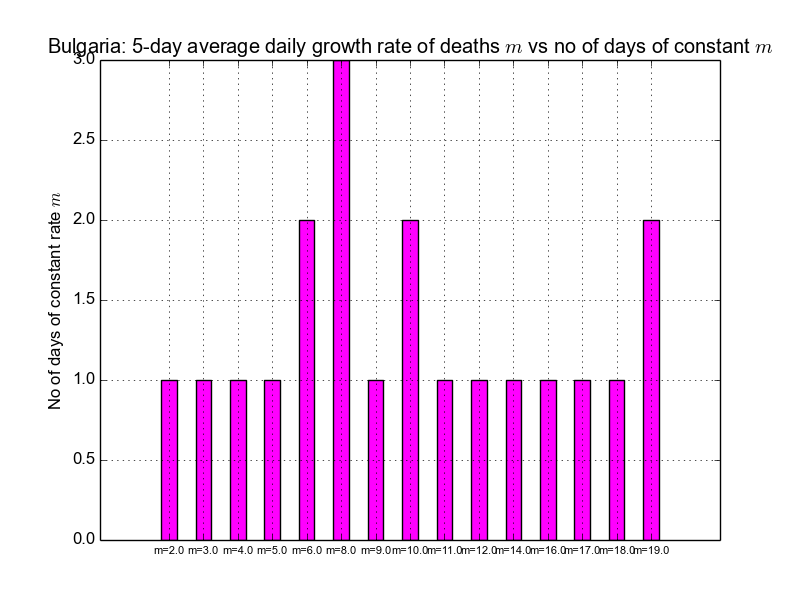 Bulgaria: 5-day average daily growth rate of deaths m vs no of days of constant m
No of days of constant rate m
3.0
2.5
2.0
1.5
1.0
0.5
0.0
m=2.0 m=3.0 m=4.0 m=5.0 m=6.0 m=8.0 m=9.0 m=10.0 m=11.0 m=12.0 m=14.0 m=16.0 m=17.0 m=18.0 m=19.0